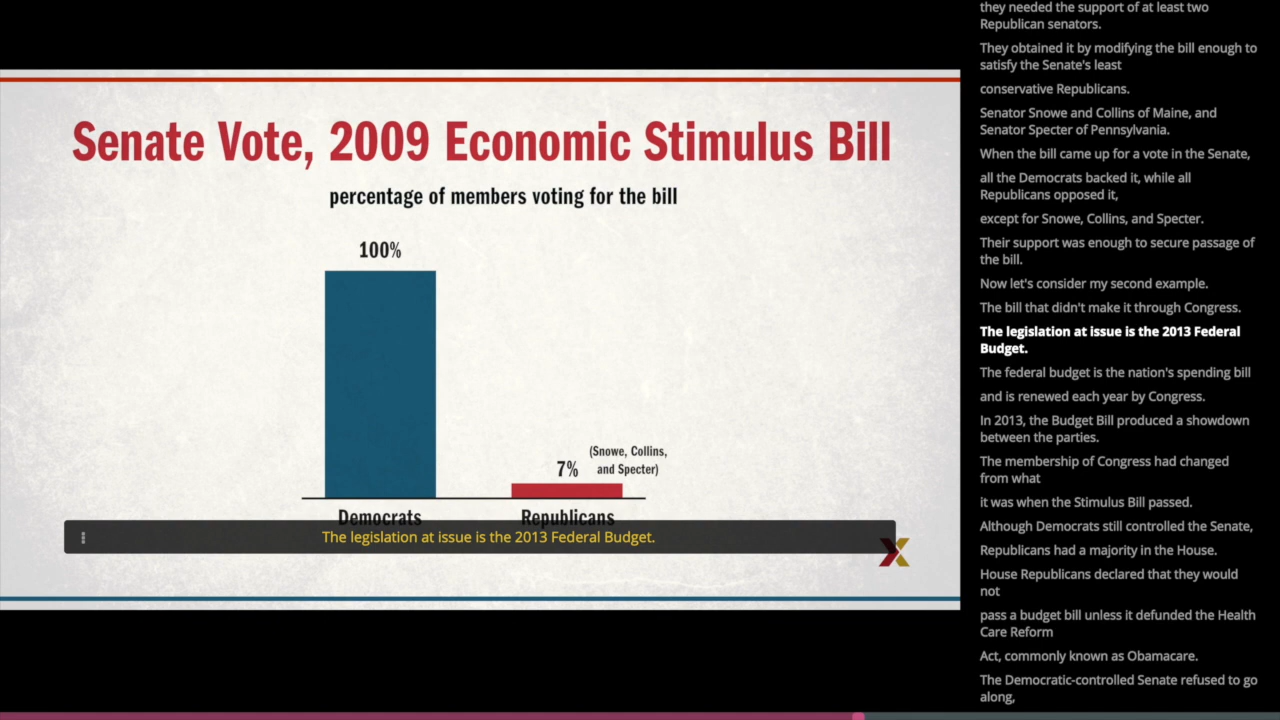 Senate Vote, 2009 Economic Stimulus Bill
percentage of members voting for the bill
100%
7%
(Snowe, Collins,
and Specter)
Democrats
Republicans
The legislation at issue is the 2013 Federal Budget.
they needed the support of at least two
Republican senators.
They obtained it by modifying the bill enough to
satisfy the Senate's least
conservative Republicans.
Senator Snowe and Collins of Maine, and
Senator Specter of Pennsylvania.
When the bill came up for a vote in the Senate,
all the Democrats backed it, while all
Republicans opposed it,
except for Snowe, Collins, and Specter.
Their support was enough to secure passage of
the bill.
Now let's consider my second example.
The bill that didn't make it through Congress.
The legislation at issue is the 2013 Federal
Budget.
The federal budget is the nation's spending bill
and is renewed each year by Congress.
In 2013, the Budget Bill produced a showdown
between the parties.
The membership of Congress had changed
from what
it was when the Stimulus Bill passed.
Although Democrats still controlled the Senate,
Republicans had a majority in the House.
House Republicans declared that they would
not
pass a budget bill unless it defunded the Health
Care Reform
Act, commonly known as Obamacare.
The Democratic-controlled Senate refused to go
along,